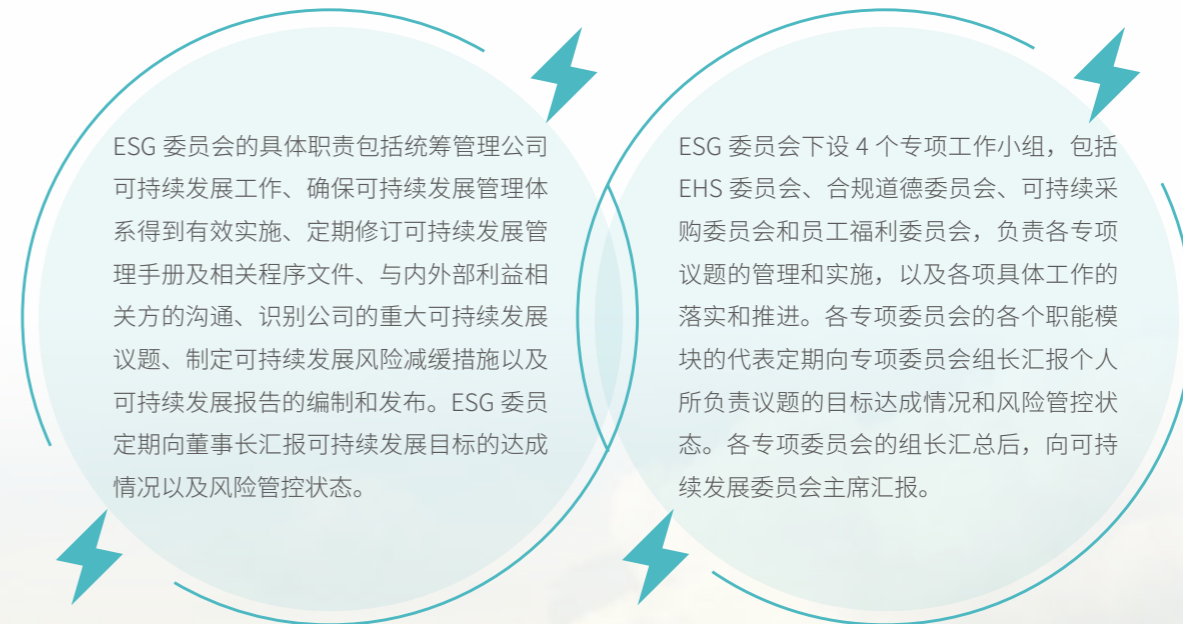 ESG 委员会的具体职责包括统筹管理公司
可持续发展工作、确保可持续发展管理体
系得到有效实施、定期修订可持续发展管
理手册及相关程序文件、与内外部利益相
关方的沟通、识别公司的重大可持续发展
议题、制定可持续发展风险减缓措施以及
可持续发展报告的编制和发布。ESG 委员
定期向董事长汇报可持续发展目标的达成
情况以及风险管控状态。
ESG 委员会下设 4 个专项工作小组，包括
EHS 委员会、合规道德委员会、可持续采
购委员会和员工福利委员会，负责各专项
议题的管理和实施，以及各项具体工作的
落实和推进。各专项委员会的各个职能模
块的代表定期向专项委员会组长汇报个人
所负责议题的目标达成情况和风险管控状
态。各专项委员会的组长汇总后，向可持
续发展委员会主席汇报。